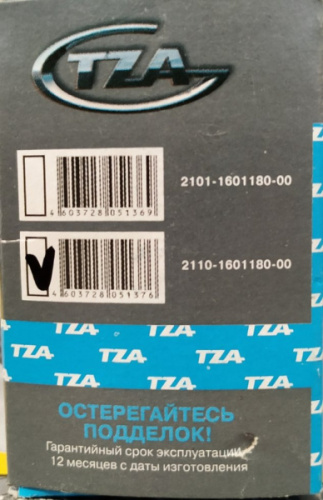 TZA
2101-1601180-00
4603728051369
2110-1601180-00
4603728051376
TZA TZA TZA TZA
TZA TZA TZA TZA
ОСТЕРЕГАЙТЕСЬ
ПОДДЕЛОК!
Гарантийный срок эксплуатации
12 месяцев с даты изготовления